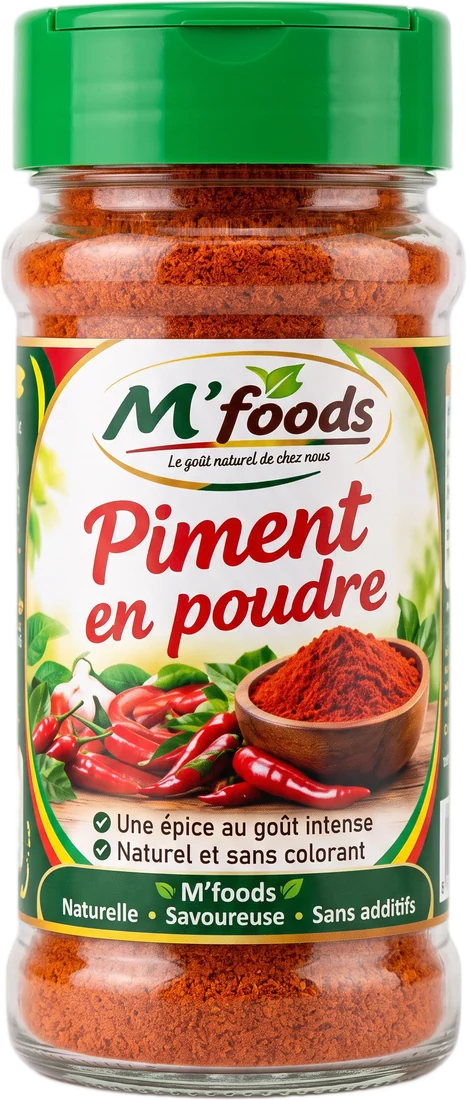 M'foods
Le goût naturel de chez nous
Piment
en poudre
Une épice au goût intense
Naturel et sans colorant
M'foods
Naturelle • Savoureuse • Sans additifs